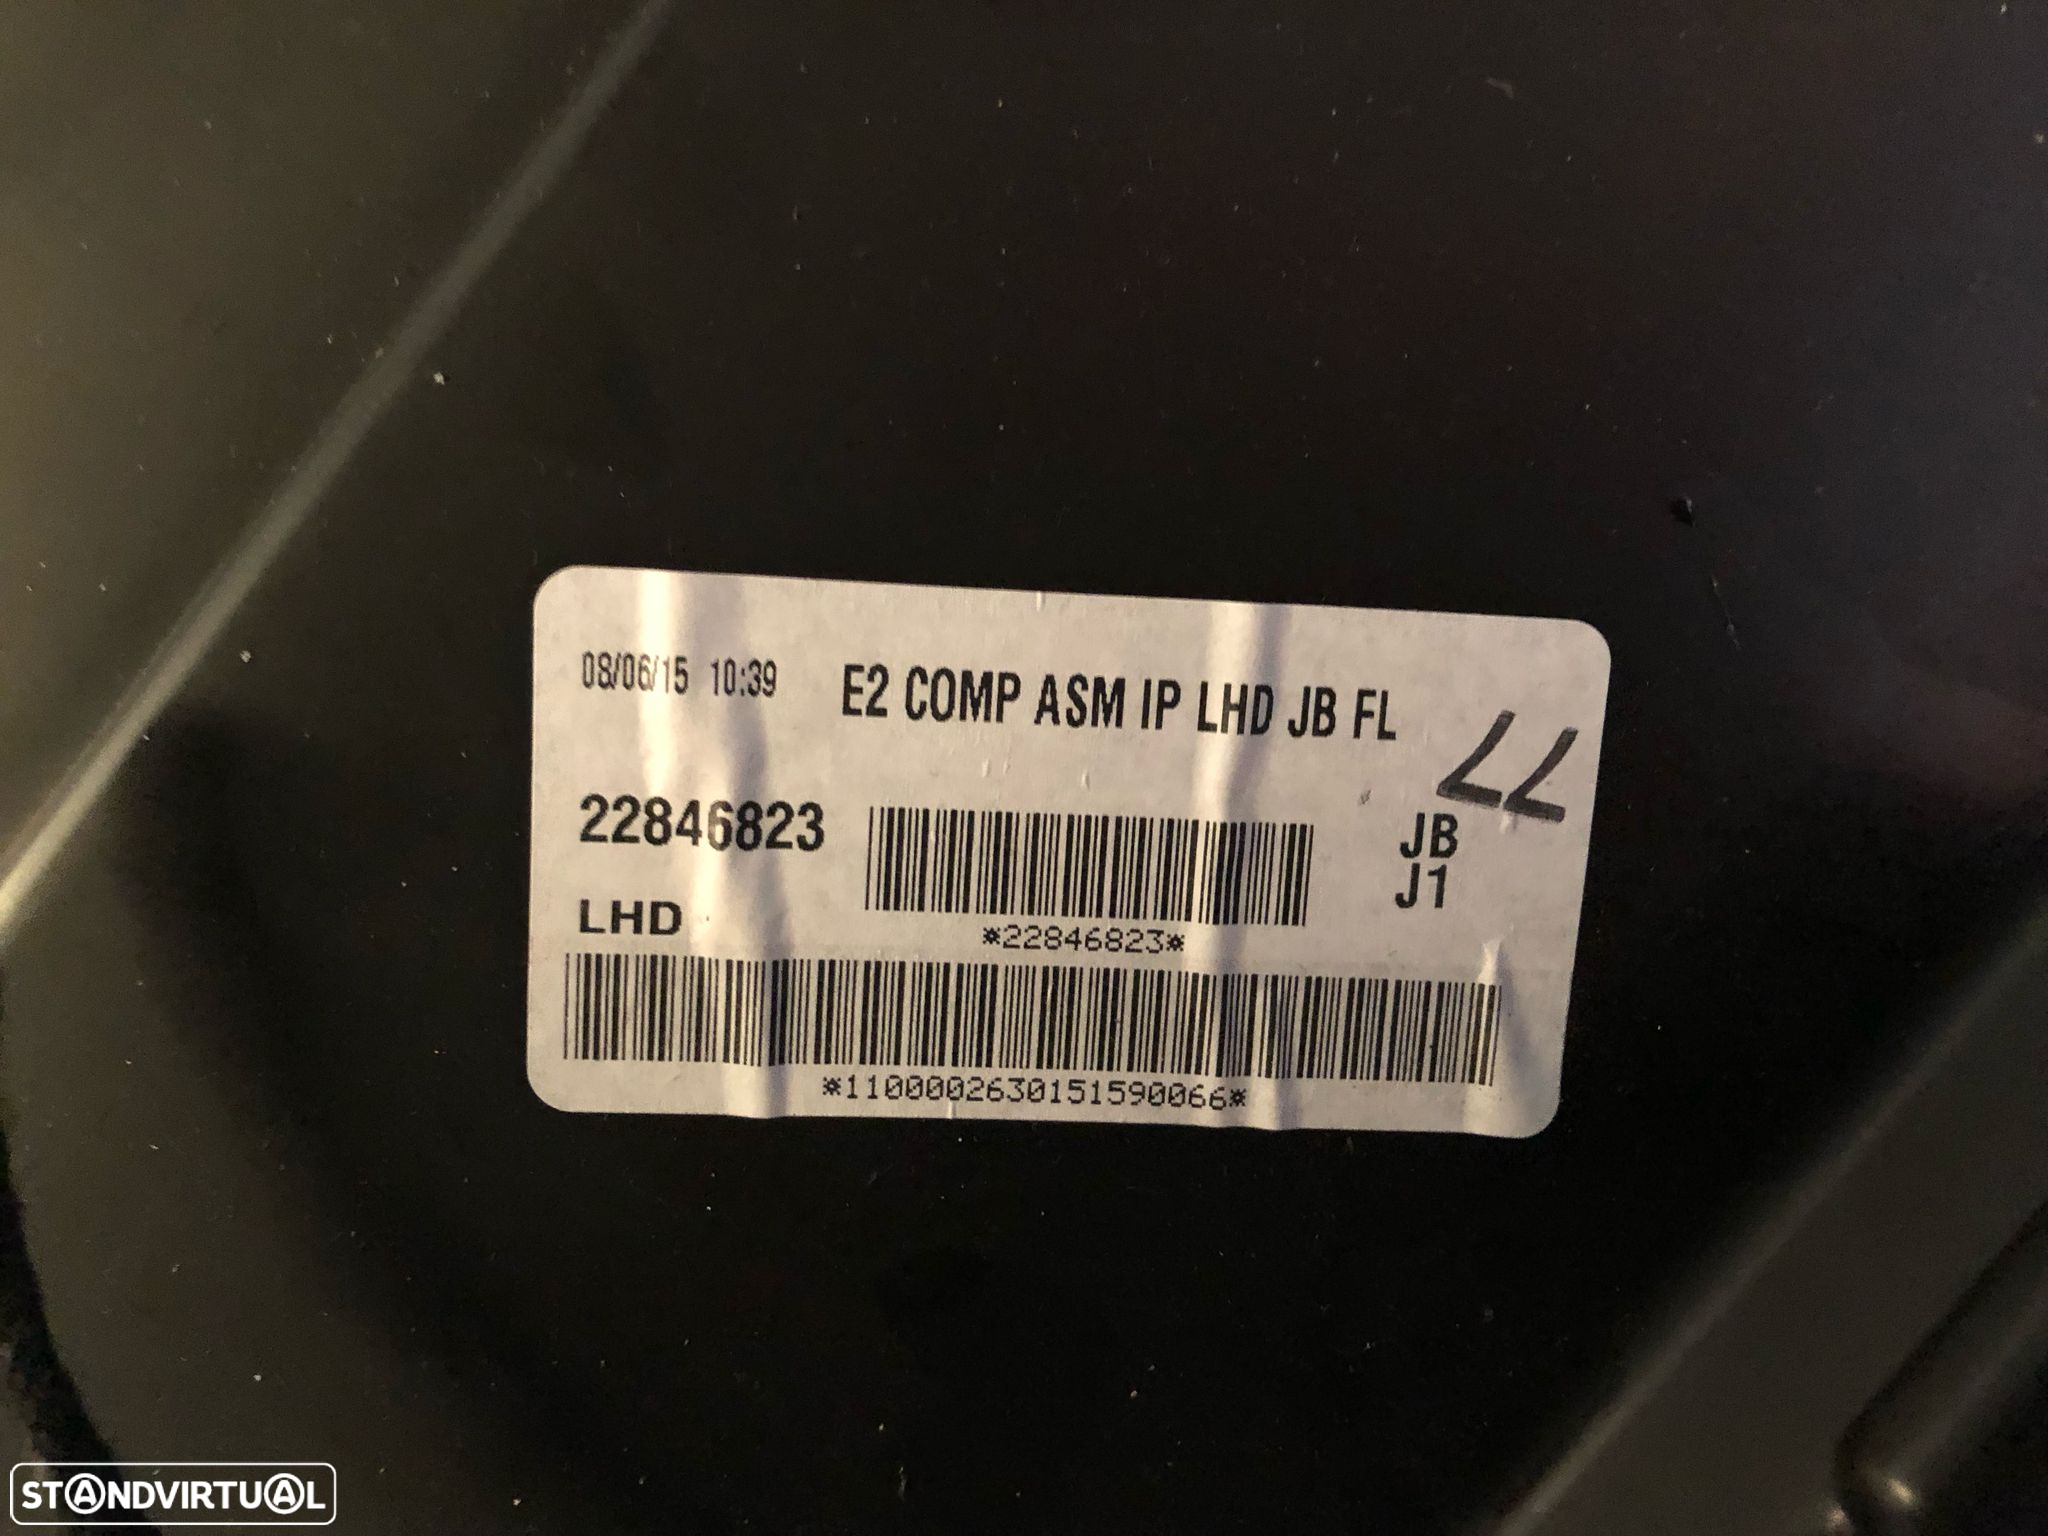 08/06/15 10:39 E2 COMP ASM IP LHD JB FL
77
22846823
JB
J1
*22846823*
LHD
*1100002630151590066*
STANDVIRTUAL